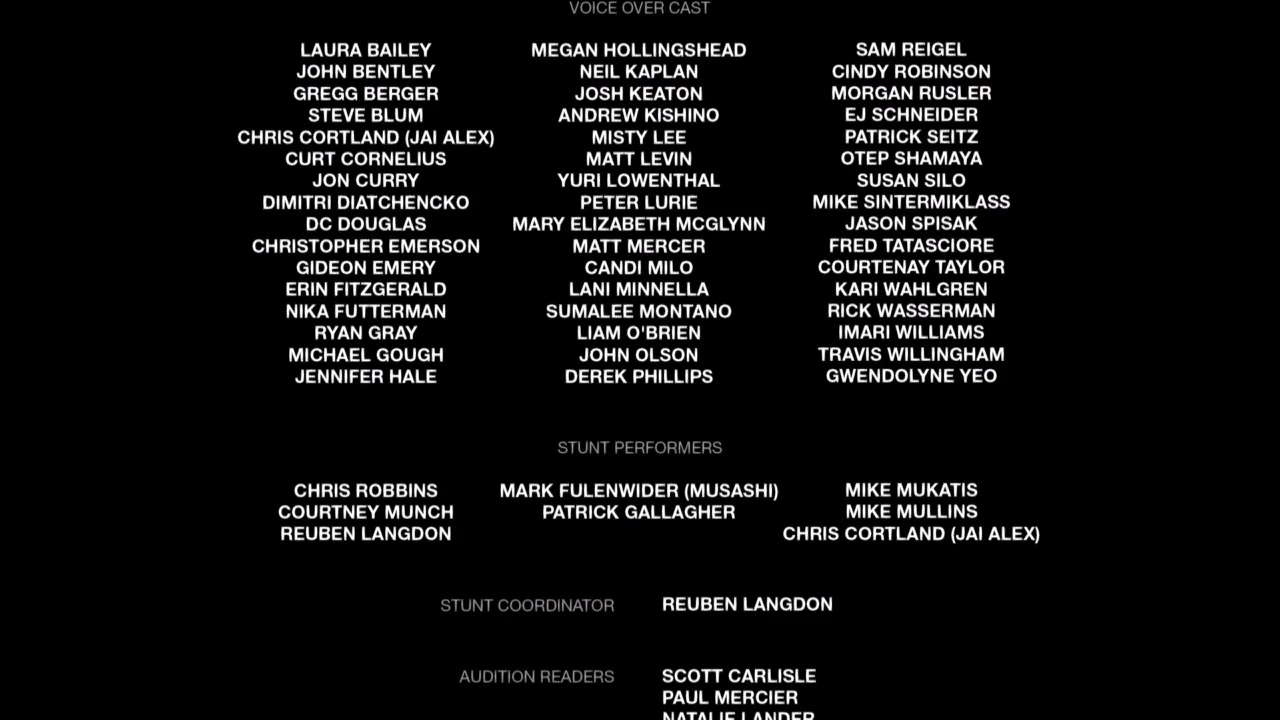 VOICE OVER CAST
LAURA BAILEY
JOHN BENTLEY
GREGG BERGER
STEVE BLUM
CHRIS CORTLAND (JAI ALEX)
CURT CORNELIUS
JON CURRY
DIMITRI DIATCHENCKO
DC DOUGLAS
CHRISTOPHER EMERSON
GIDEON EMERY
ERIN FITZGERALD
NIKA FUTTERMAN
RYAN GRAY
MICHAEL GOUGH
JENNIFER HALE
MEGAN HOLLINGSHEAD
NEIL KAPLAN
JOSH KEATON
ANDREW KISHINO
MISTY LEE
MATT LEVIN
YURI LOWENTHAL
PETER LURIE
MARY ELIZABETH MCGLYNN
MATT MERCER
CANDI MILO
LANI MINNELLA
SUMALEE MONTANO
LIAM O'BRIEN
JOHN OLSON
DEREK PHILLIPS
SAM REIGEL
CINDY ROBINSON
MORGAN RUSLER
EJ SCHNEIDER
PATRICK SEITZ
OTEP SHAMAYA
SUSAN SILO
MIKE SINTERMIKLASS
JASON SPISAK
FRED TATASCIORE
COURTENAY TAYLOR
KARI WAHLGREN
RICK WASSERMAN
IMARI WILLIAMS
TRAVIS WILLINGHAM
GWENDOLYNE YEO
STUNT PERFORMERS
CHRIS ROBBINS
COURTNEY MUNCH
REUBEN LANGDON
MARK FULENWIDER (MUSASHI)
PATRICK GALLAGHER
MIKE MUKATIS
MIKE MULLINS
CHRIS CORTLAND (JAI ALEX)
STUNT COORDINATOR REUBEN LANGDON
AUDITION READERS SCOTT CARLISLE
PAUL MERCIER
NATALIE LANDER